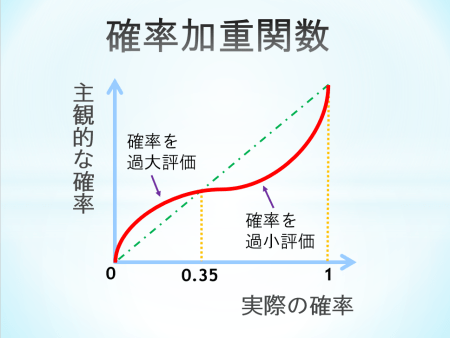 確率加重関数
主観的な確率
確率を
過大評価
確率を
過小評価
0
0.35
1
実際の確率